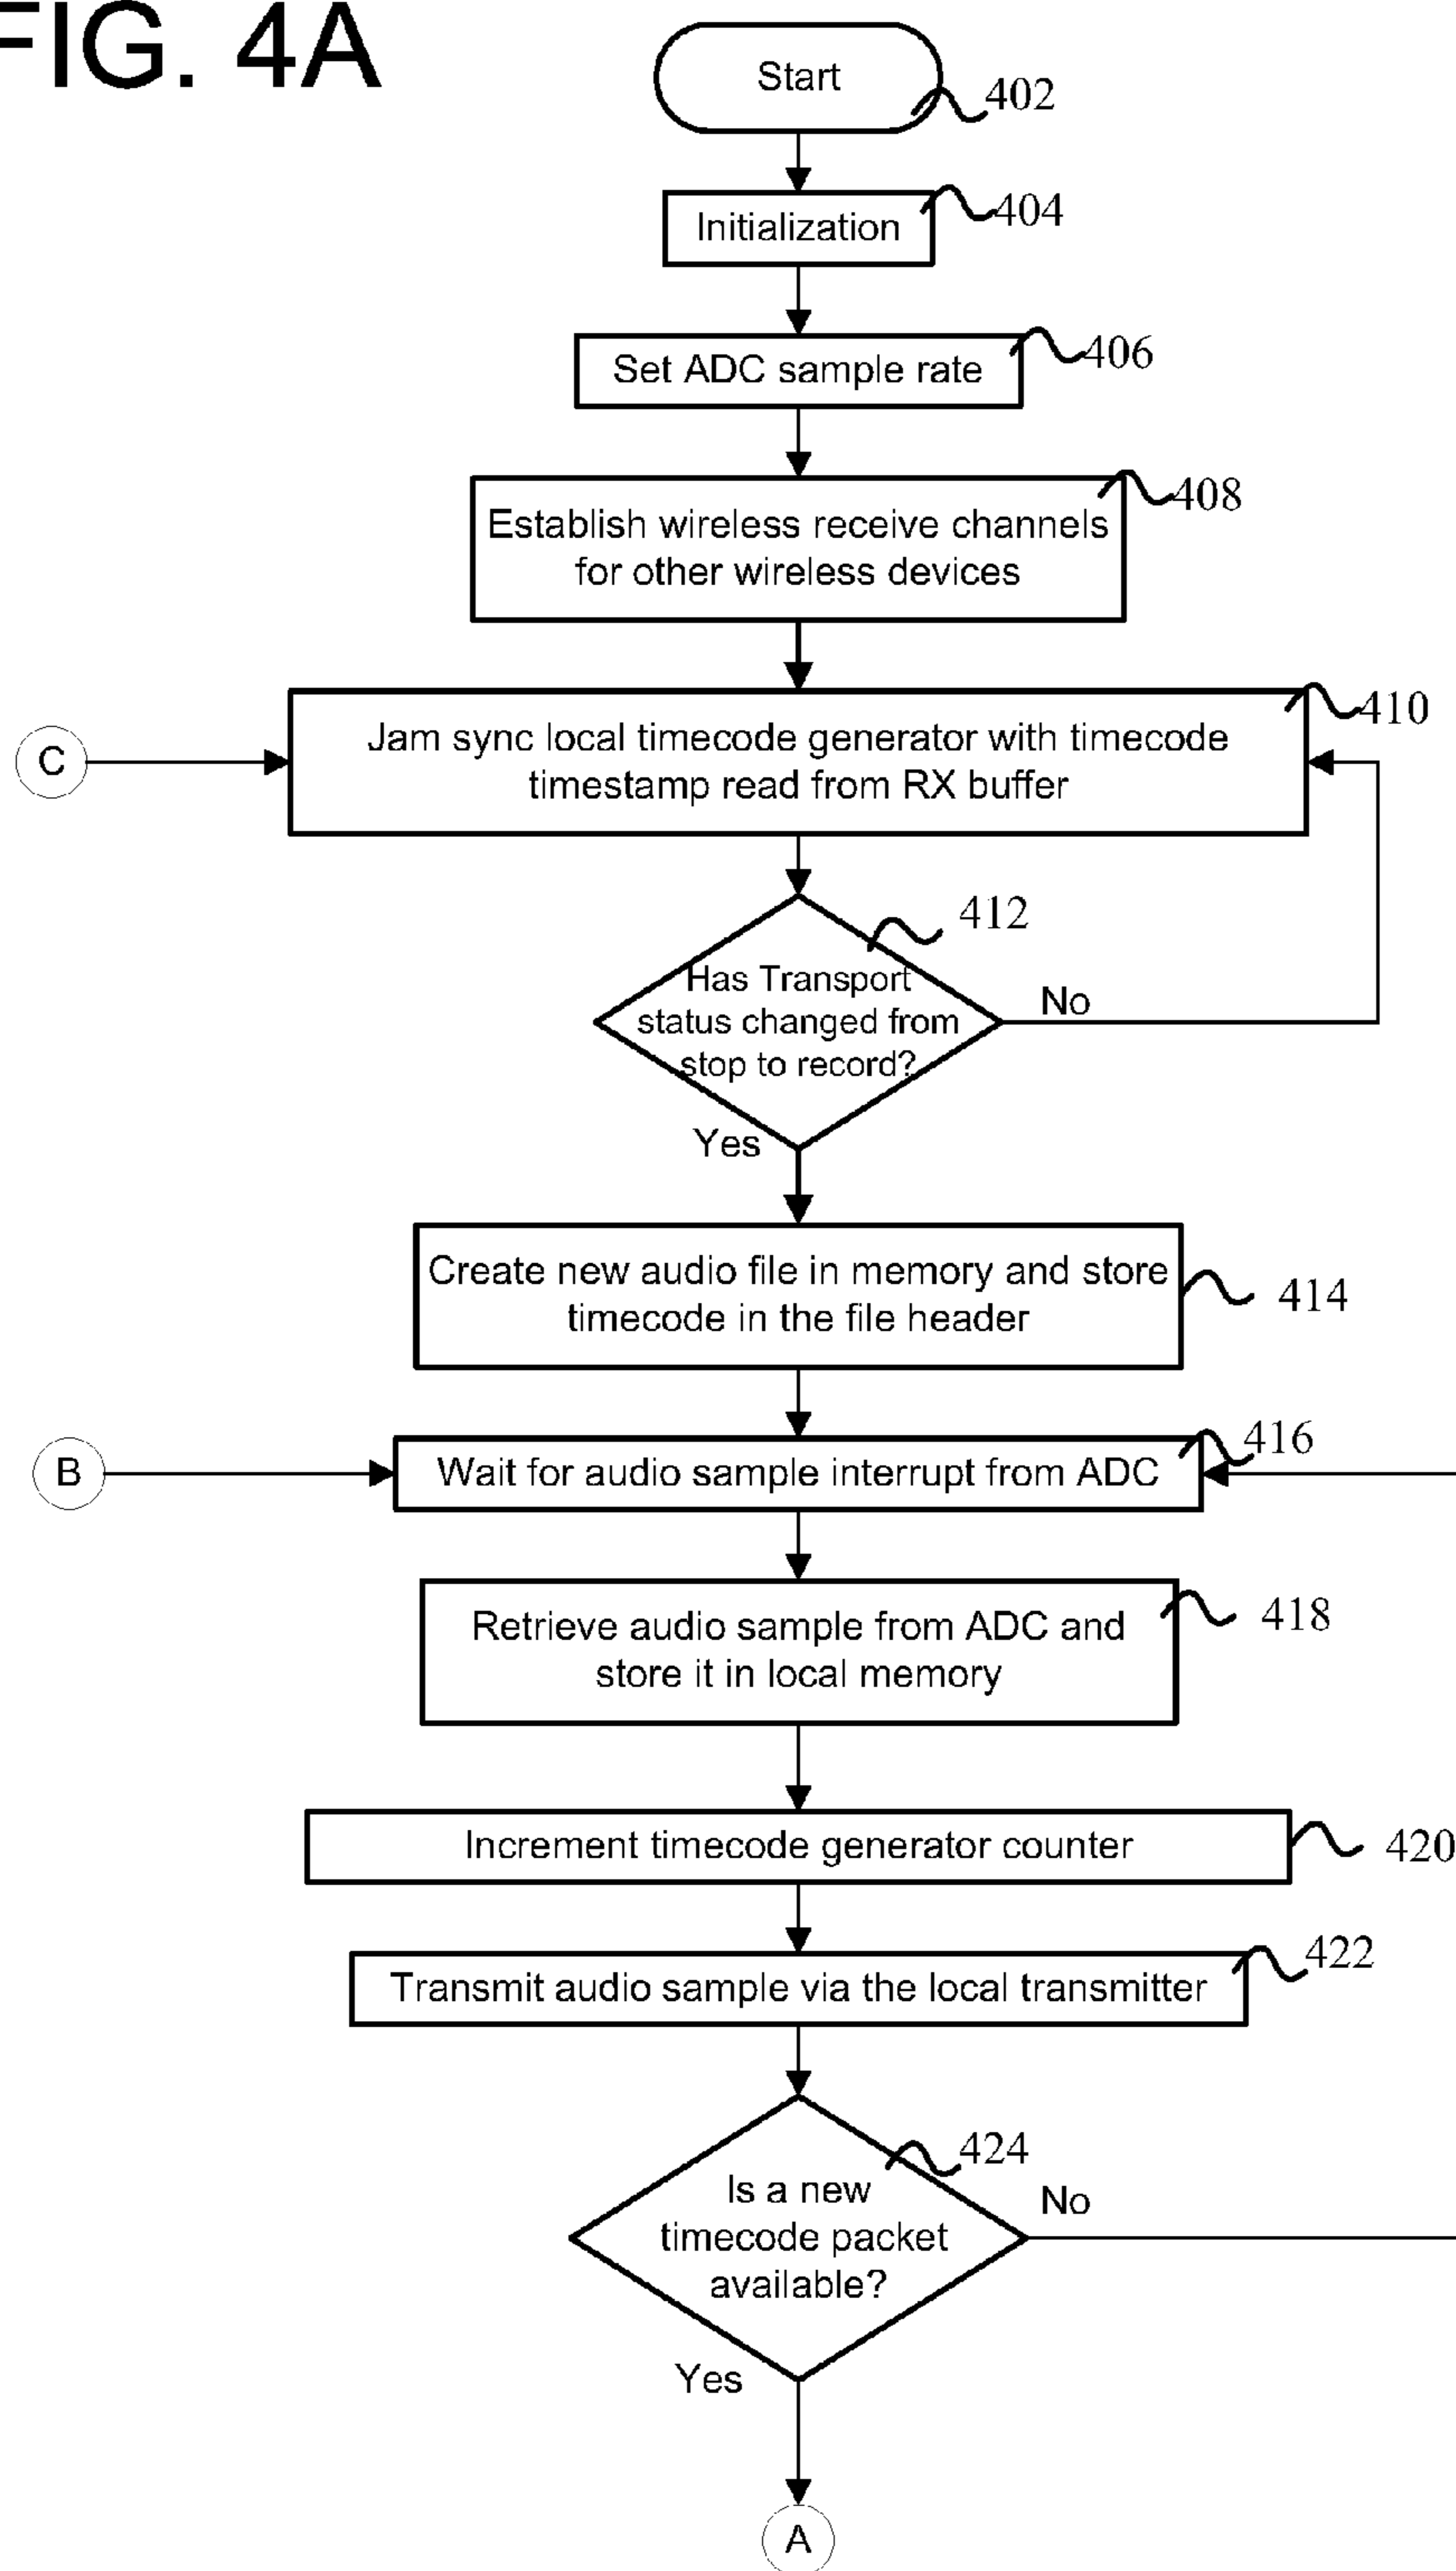 FIG. 4A
Start
402
Initialization
404
Set ADC sample rate
406
Establish wireless receive channels
for other wireless devices
408
C
Jam sync local timecode generator with timecode
timestamp read from RX buffer
410
Has Transport
status changed from
stop to record?
412
No
Yes
Create new audio file in memory and store
timecode in the file header
414
B
Wait for audio sample interrupt from ADC
416
Retrieve audio sample from ADC and
store it in local memory
418
Increment timecode generator counter
420
Transmit audio sample via the local transmitter
422
Is a new
timecode packet
available?
424
No
Yes
A